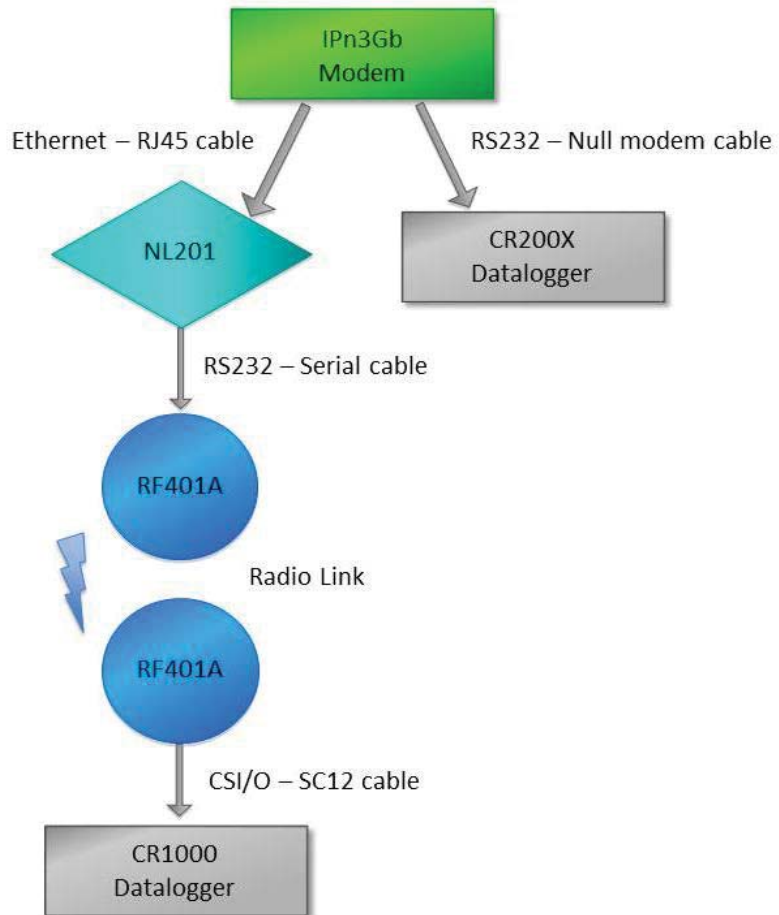 IPn3Gb
Modem
Ethernet – RJ45 cable
RS232 – Null modem cable
NL201
CR200X
Datalogger
RS232 – Serial cable
RF401A
Radio Link
RF401A
CSI/O – SC12 cable
CR1000
Datalogger